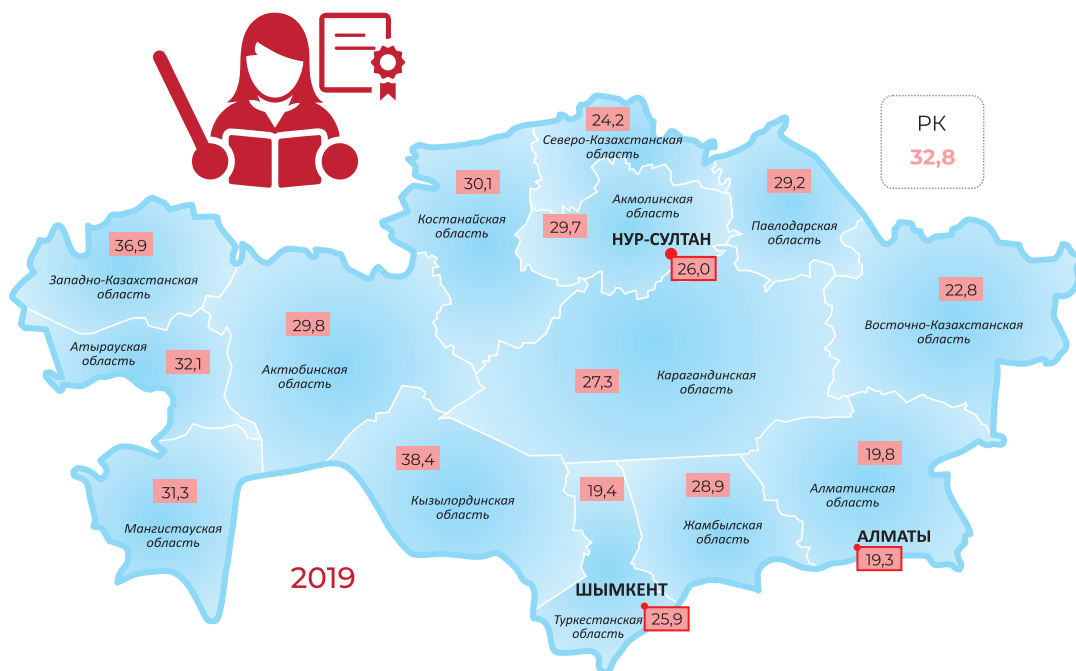 РК
32,8
24,2
Северо-Казахстанская
область
30,1
Костанайская
область
Акмолинская
область
29,7
НУР-СУЛТАН
26,0
29,2
Павлодарская
область
36,9
Западно-Казахстанская
область
22,8
Восточно-Казахстанская
область
29,8
Актюбинская
область
Атырауская
область
32,1
27,3
Карагандинская
область
38,4
Кызылординская
область
19,4
28,9
Жамбылская
область
19,8
Алматинская
область
31,3
Мангистауская
область
АЛМАТЫ
19,3
2019
ШЫМКЕНТ
25,9
Туркестанская
область